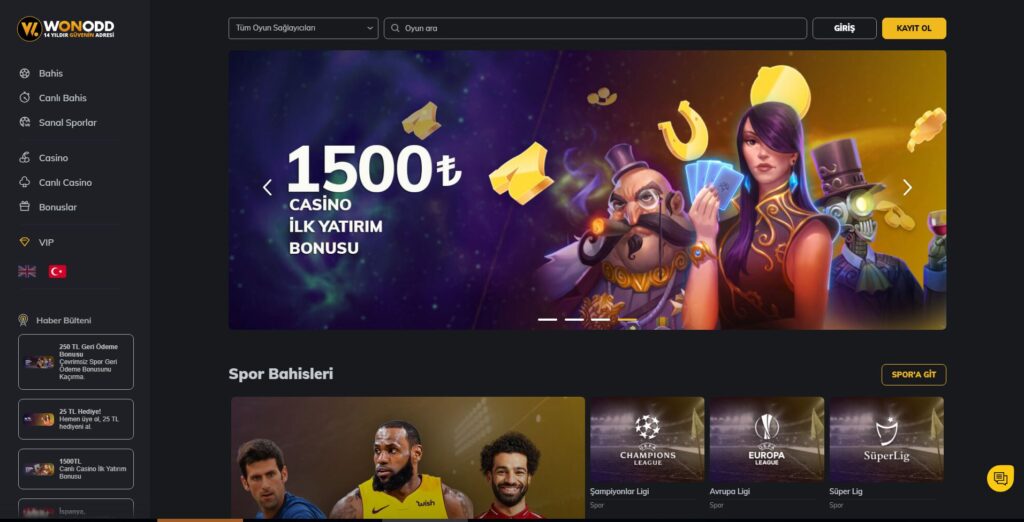 WONODD
14 YILDIR GÜVENİN ADRESİ
Bahis
Canlı Bahis
Sanal Sporlar
Casino
Canlı Casino
Bonuslar
VIP
Haber Bülteni
250 TL Geri Ödeme
Bonusu
Çevrimsiz Spor Geri
Ödeme Bonusunu
Kaçırma.
25 TL Hediye!
Hemen üye ol, 25 TL
hediyeni al
1500TL
Canlı Casino İlk Yatırım
Bonusu
İspanya,
Tüm Oyun Sağlayıcıları
Oyun ara
GİRİŞ
KAYIT OL
1500₺
CASİNO
İLK YATIRIM
BONUSU
Spor Bahisleri
SPOR'A GİT
wish
UEFA
CHAMPIONS
LEAGUE
UEFA
EUROPA
LEAGUE
SüperLig
Şampiyonlar Ligi
Spor
Avrupa Ligi
Spor
Süper Lig
Spor